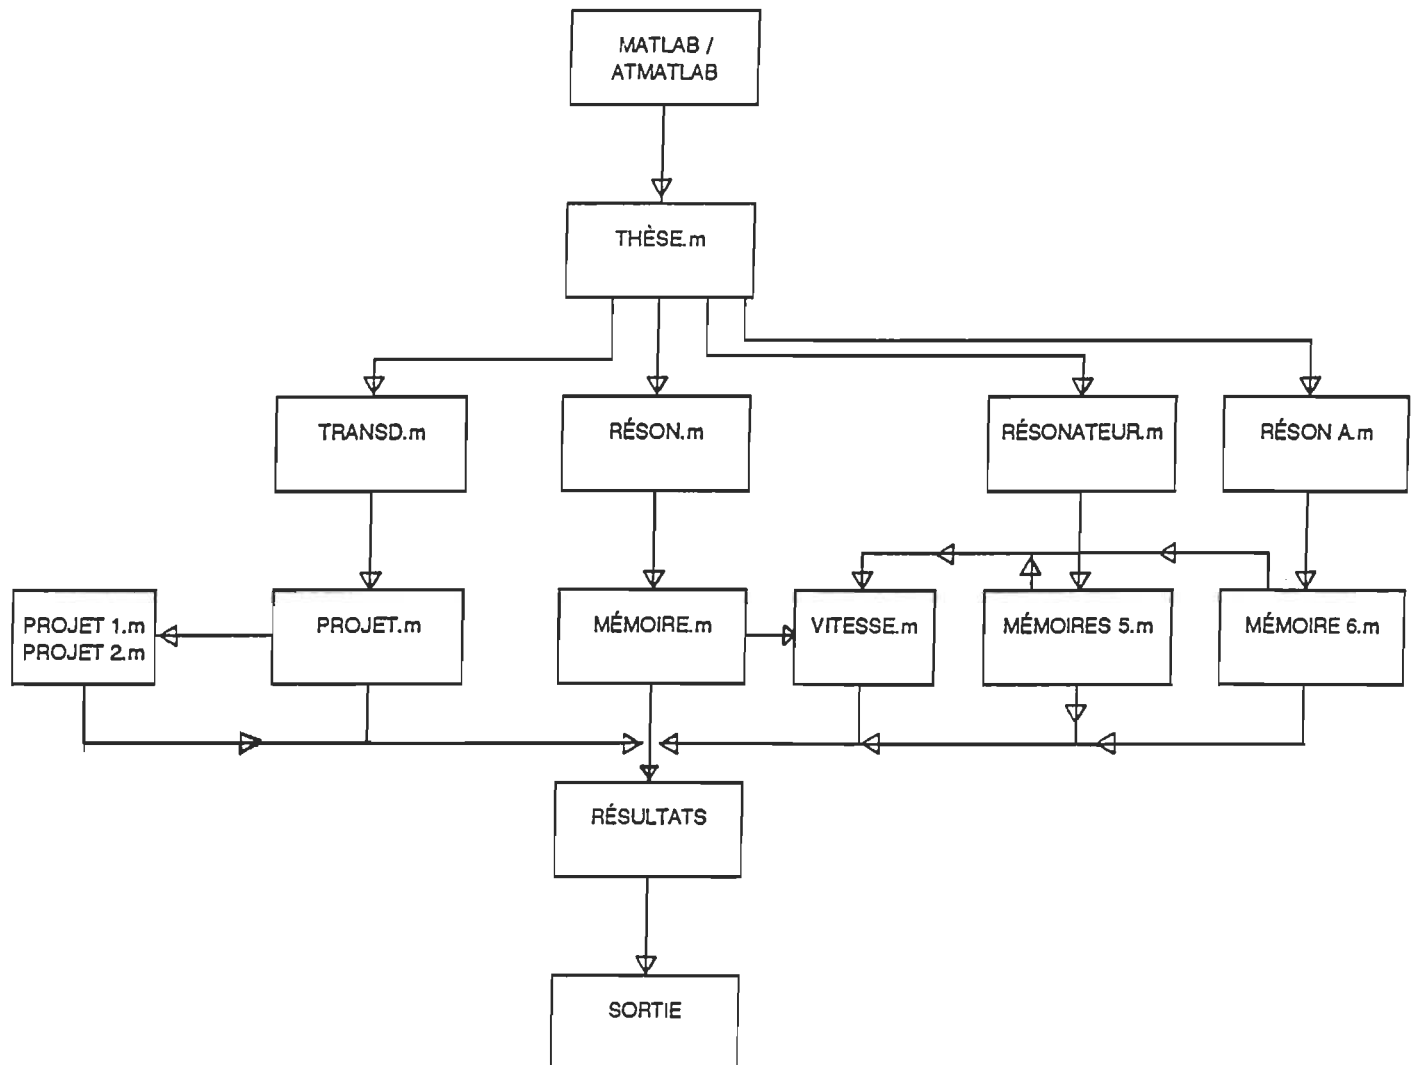 MATLAB /
ATMATLAB
THÈSE.m
TRANSD.m
RÉSON.m
RÉSONATEUR.m
RÉSON A.m
PROJET 1.m
PROJET 2.m
PROJET.m
MÉMOIRE.m
VITESSE.m
MÉMOIRES 5.m
MÉMOIRE 6.m
RÉSULTATS
SORTIE